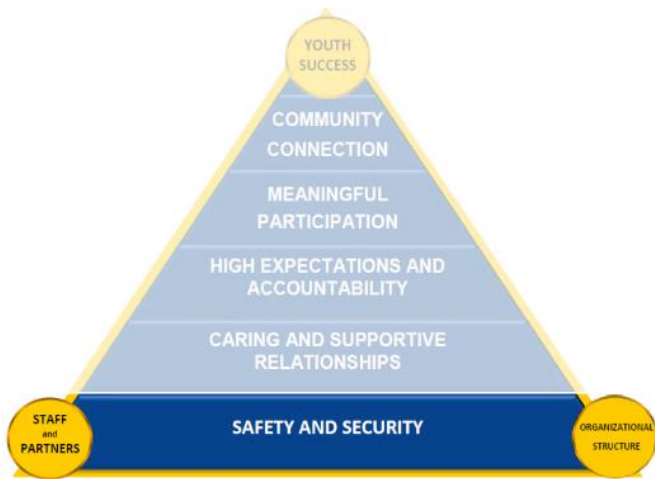 YOUTH
SUCCESS
COMMUNITY
CONNECTION
MEANINGFUL
PARTICIPATION
HIGH EXPECTATIONS AND
ACCOUNTABILITY
CARING AND SUPPORTIVE
RELATIONSHIPS
STAFF
and
PARTNERS
SAFETY AND SECURITY
ORGANIZATIONAL
STRUCTURE